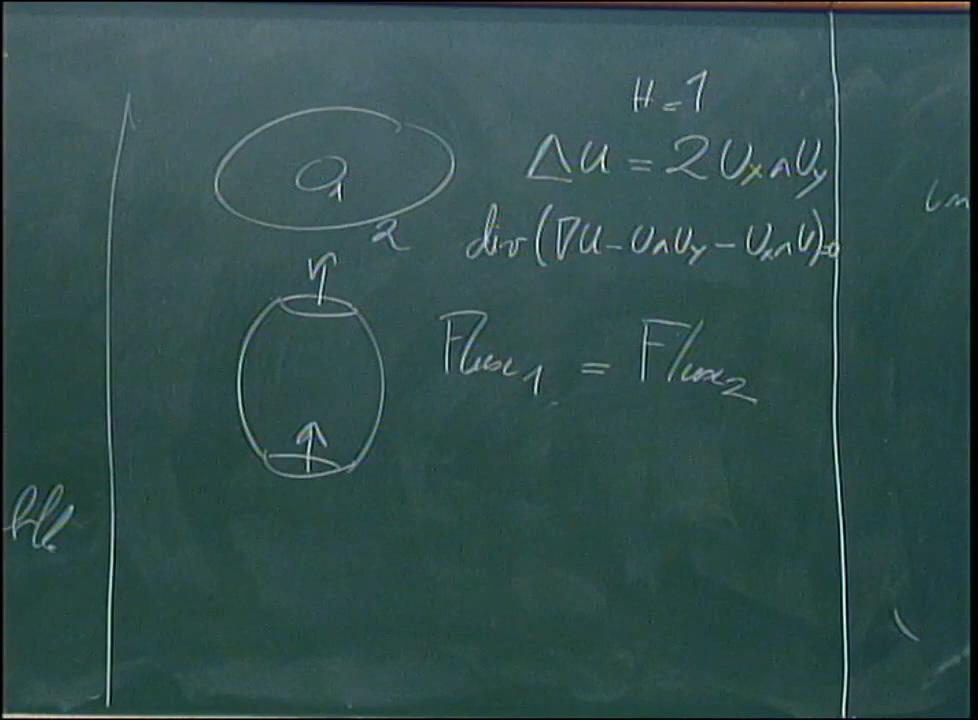 H = 1
Δu = 2 U_x ∧ U_y
div (∇U - U∧U_y - U_x∧U) = 0
1
2
Flux_1 = Flux_2